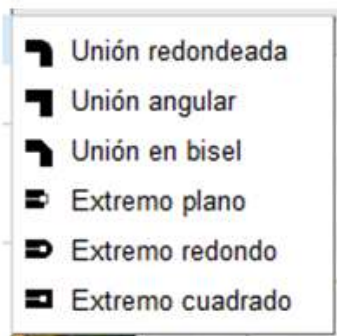 Unión redondeada
Unión angular
Unión en bisel
Extremo plano
Extremo redondo
Extremo cuadrado